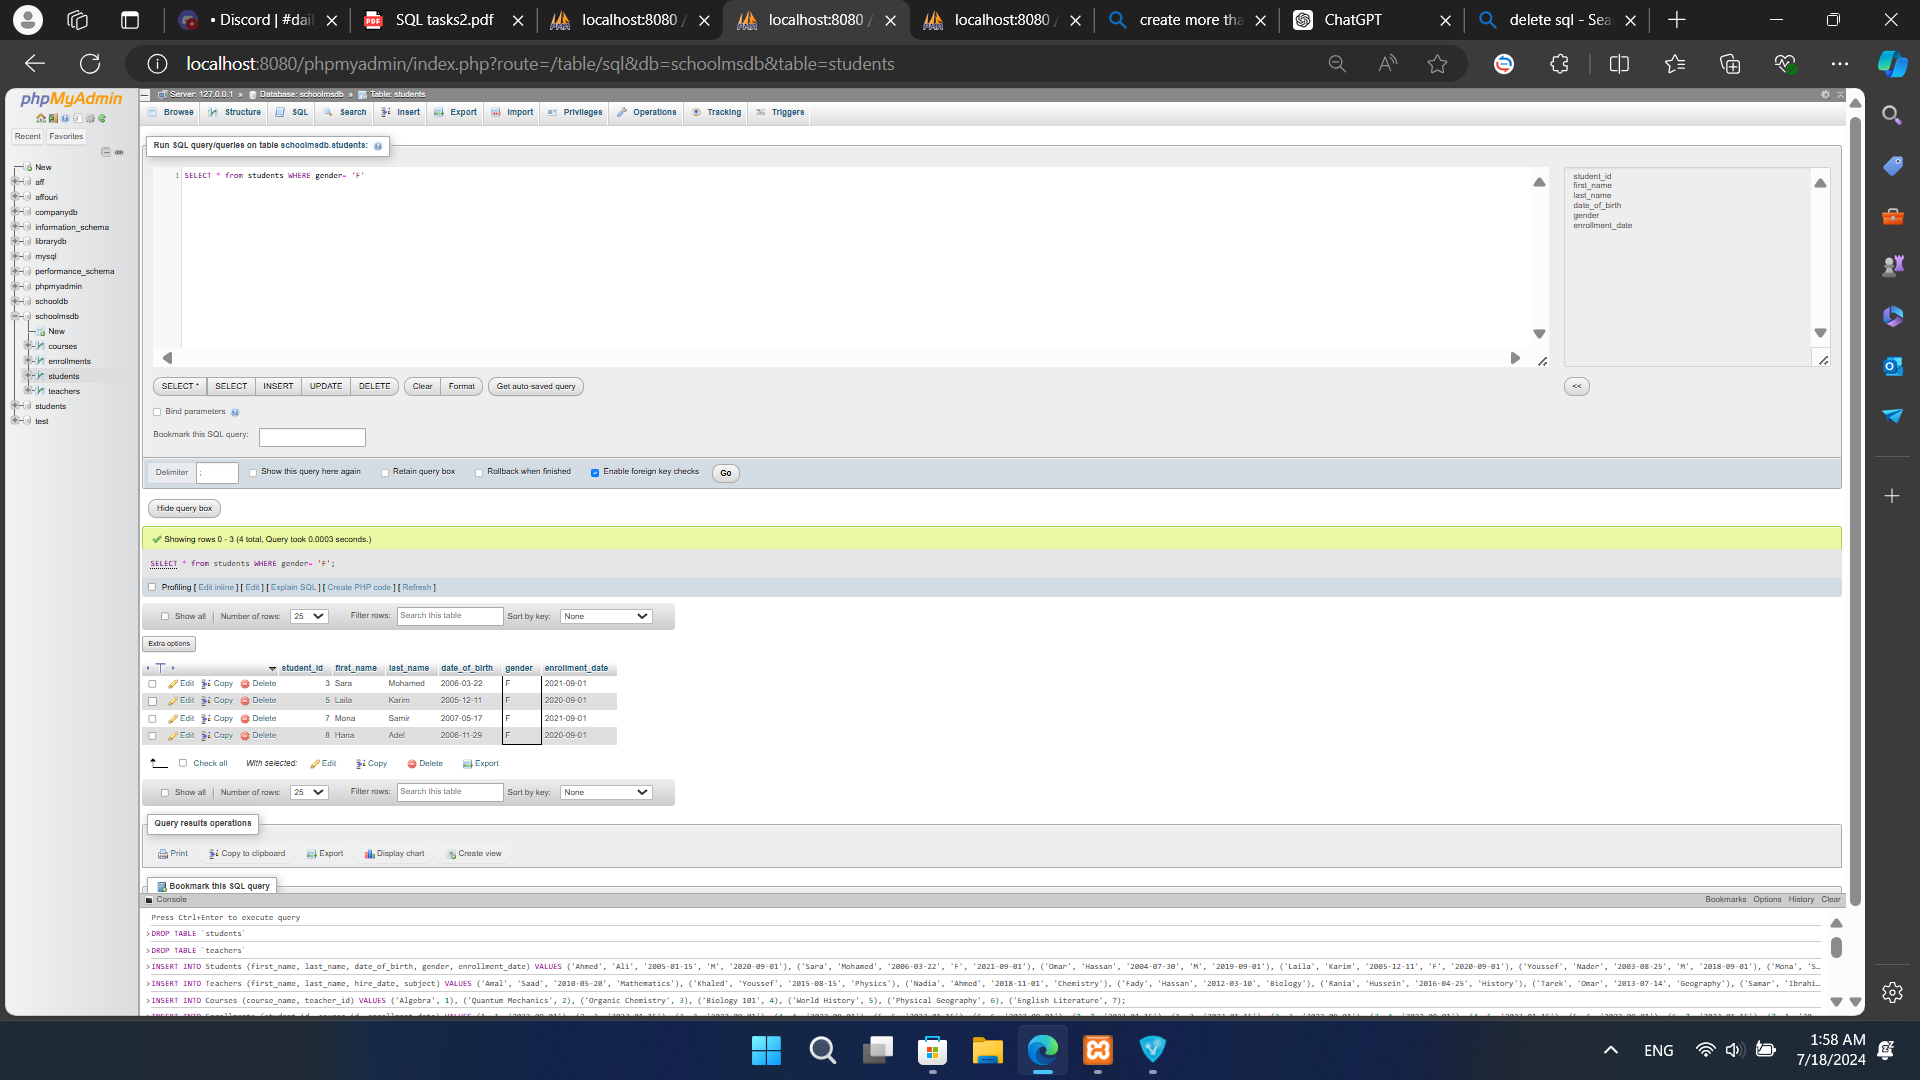 • Discord | #dail
SQL tasks2.pdf
localhost:8080 /
localhost:8080 /
localhost:8080 /
create more tha
ChatGPT
delete sql - Sea
localhost:8080/phpmyadmin/index.php?route=/table/sql&db=schoolmsdb&table=students
phpMyAdmin
Recent
Favorites
New
aff
affouri
companydb
information_schema
librarydb
mysql
performance_schema
phpmyadmin
schooldb
schoolmsdb
New
courses
enrollments
students
teachers
students
test
Server: 127.0.0.1 » Database: schoolmsdb » Table: students
Browse Structure SQL Search Insert Export Import Privileges Operations Tracking Triggers
Run SQL query/queries on table schoolmsdb.students:
1 SELECT * from students WHERE gender= 'F'
student_id
first_name
last_name
date_of_birth
gender
enrollment_date
SELECT * SELECT INSERT UPDATE DELETE Clear Format Get auto-saved query
<<
Bind parameters
Bookmark this SQL query:
Delimiter ; Show this query here again Retain query box Rollback when finished Enable foreign key checks Go
Hide query box
Showing rows 0 - 3 (4 total, Query took 0.0003 seconds.)
SELECT * from students WHERE gender= 'F';
Profiling [ Edit inline ] [ Edit ] [ Explain SQL ] [ Create PHP code ] [ Refresh ]
Show all Number of rows: 25 Filter rows: Search this table Sort by key: None
Extra options
student_id first_name last_name date_of_birth gender enrollment_date
Edit Copy Delete 3 Sara Mohamed 2006-03-22 F 2021-09-01
Edit Copy Delete 5 Laila Karim 2005-12-11 F 2020-09-01
Edit Copy Delete 7 Mona Samir 2007-05-17 F 2021-09-01
Edit Copy Delete 8 Hana Adel 2006-11-29 F 2020-09-01
Check all With selected: Edit Copy Delete Export
Show all Number of rows: 25 Filter rows: Search this table Sort by key: None
Query results operations
Print Copy to clipboard Export Display chart Create view
Bookmark this SQL query
Console
Bookmarks Options History Clear
Press Ctrl+Enter to execute query
>DROP TABLE `students`
>DROP TABLE `teachers`
>INSERT INTO Students (first_name, last_name, date_of_birth, gender, enrollment_date) VALUES ('Ahmed', 'Ali', '2005-01-15', 'M', '2020-09-01'), ('Sara', 'Mohamed', '2006-03-22', 'F', '2021-09-01'), ('Omar', 'Hassan', '2004-07-30', 'M', '2019-09-01'), ('Laila', 'Karim', '2005-12-11', 'F', '2020-09-01'), ('Youssef', 'Nader', '2003-08-25', 'M', '2018-09-01'), ('Mona', 'S...
>INSERT INTO Teachers (first_name, last_name, hire_date, subject) VALUES ('Amal', 'Saad', '2010-05-20', 'Mathematics'), ('Khaled', 'Youssef', '2015-08-15', 'Physics'), ('Nadia', 'Ahmed', '2018-11-01', 'Chemistry'), ('Fady', 'Hassan', '2012-03-10', 'Biology'), ('Rania', 'Hussein', '2016-04-25', 'History'), ('Tarek', 'Omar', '2013-07-14', 'Geography'), ('Samar', 'Ibrahi...
>INSERT INTO Courses (course_name, teacher_id) VALUES ('Algebra', 1), ('Quantum Mechanics', 2), ('Organic Chemistry', 3), ('Biology 101', 4), ('World History', 5), ('Physical Geography', 6), ('English Literature', 7);
ENG
1:58 AM
7/18/2024